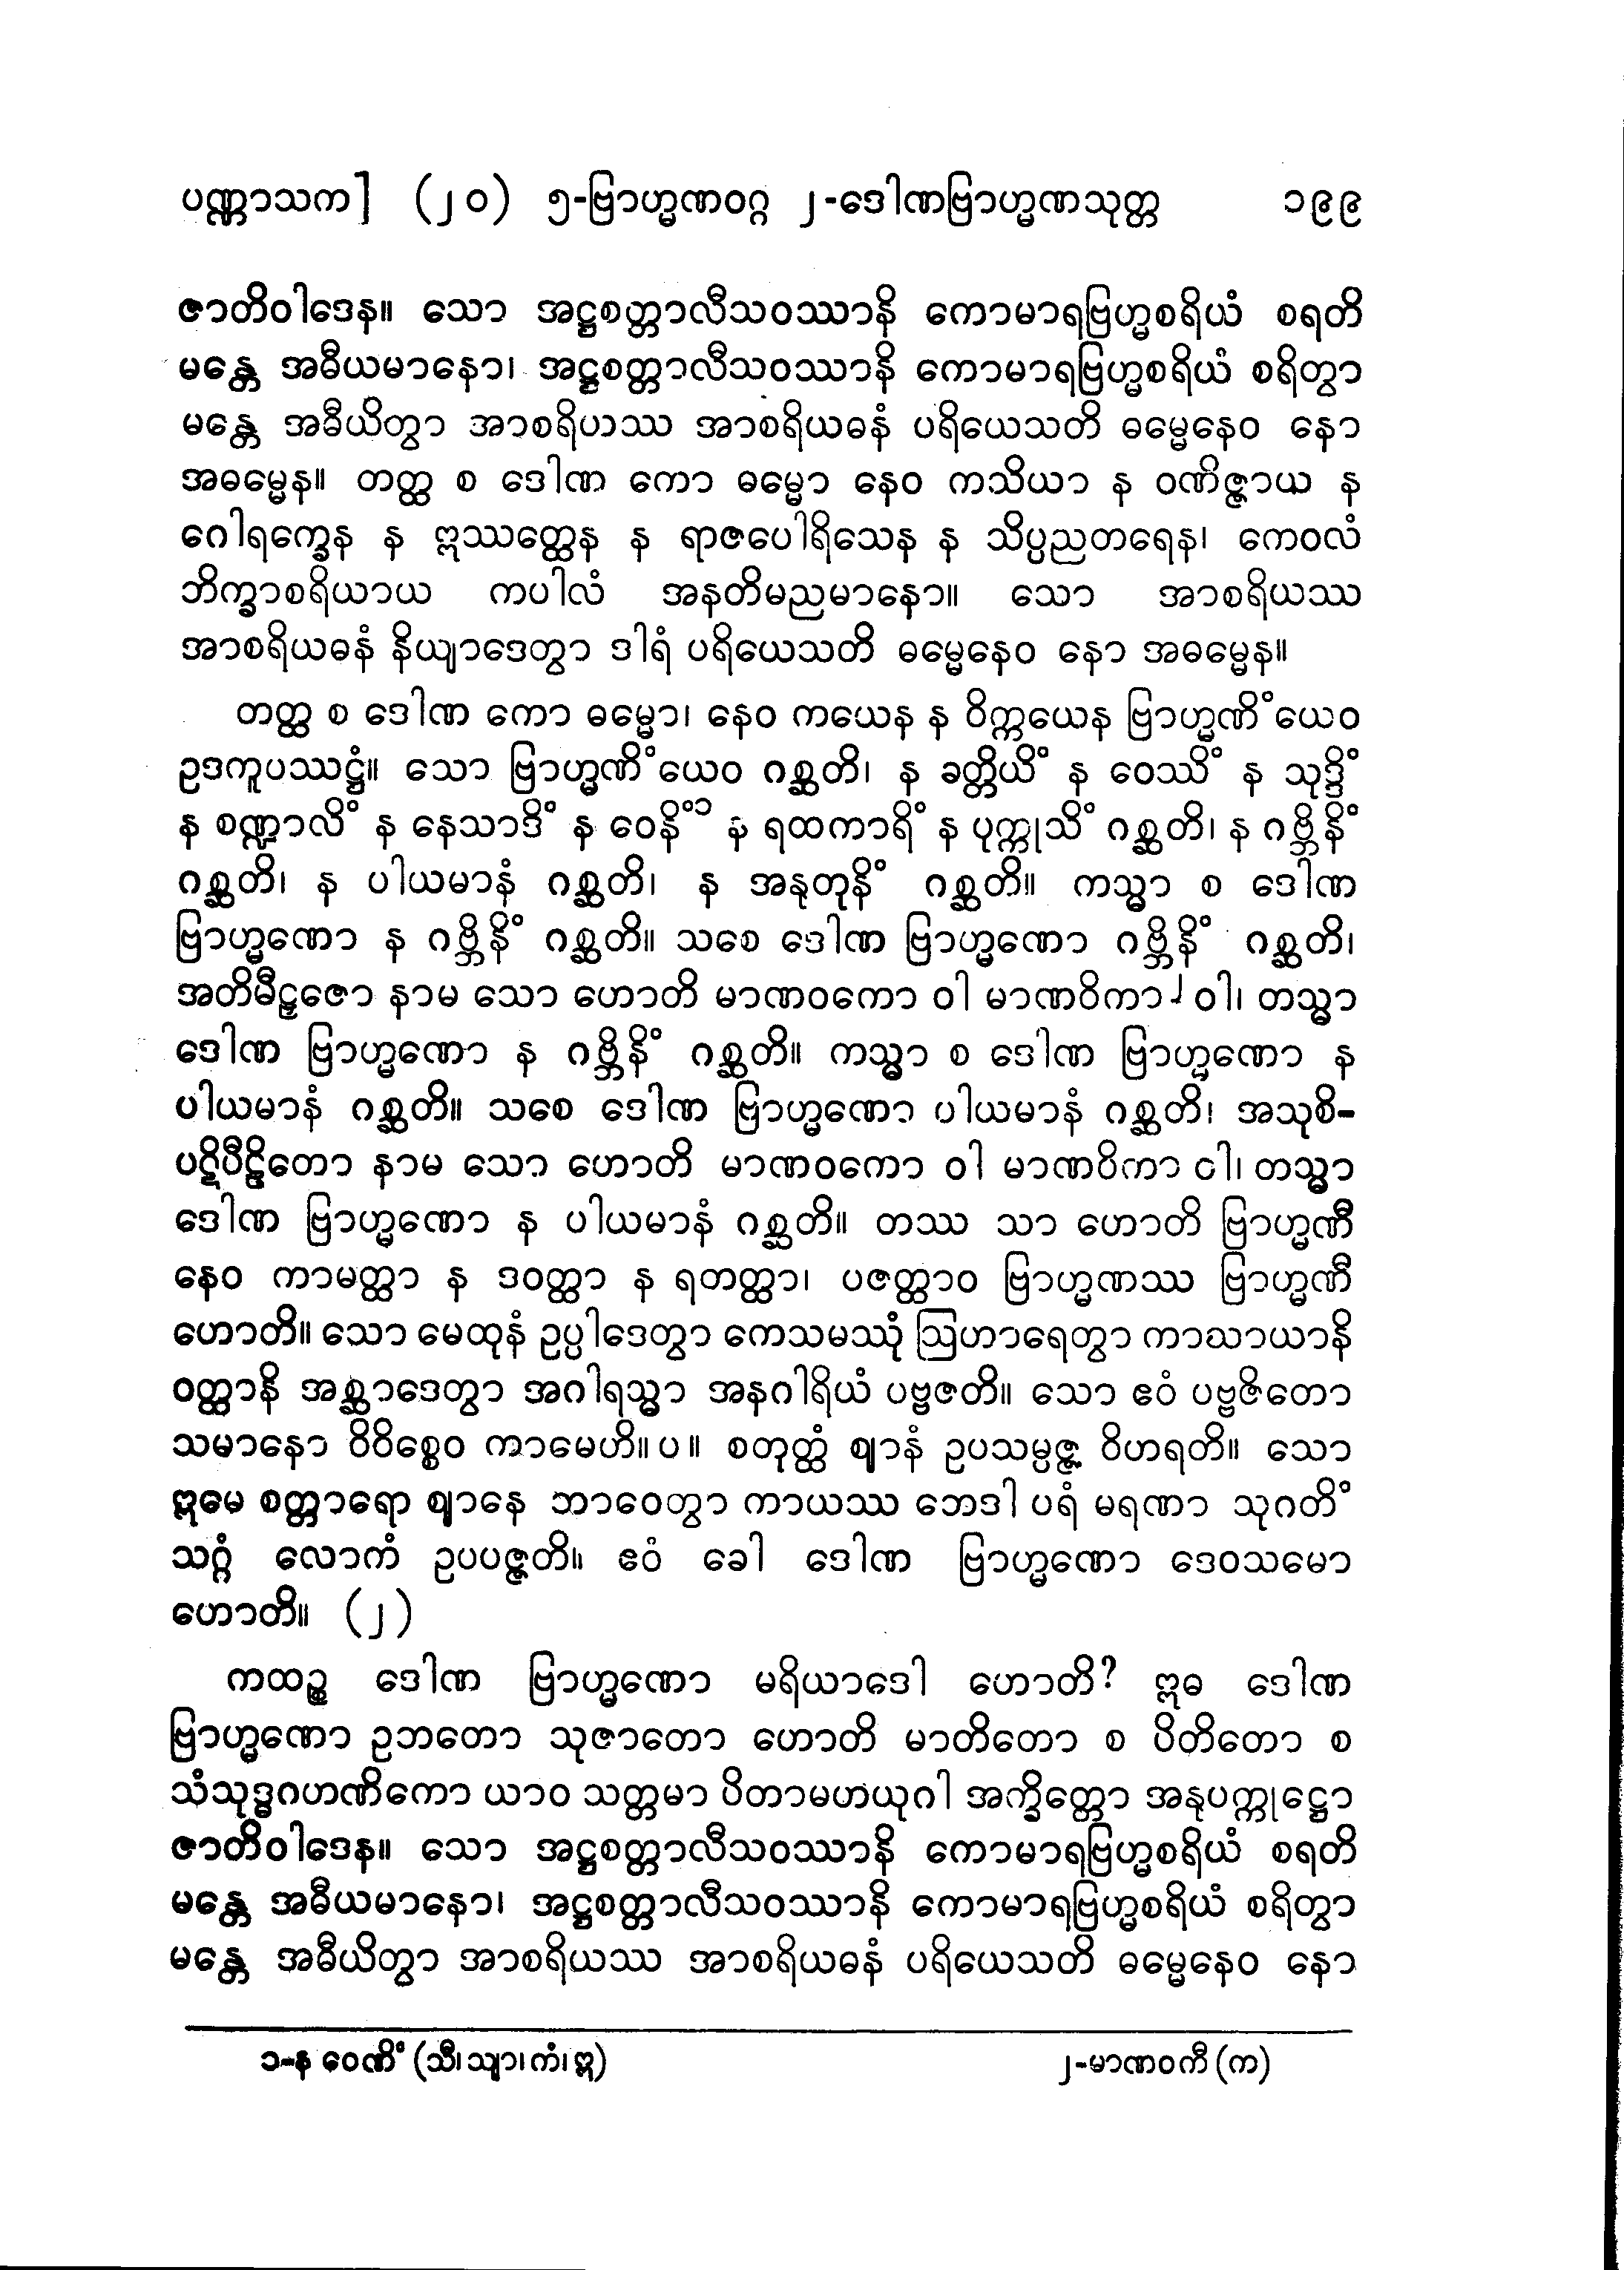 ပဏ္ဏာသက] (၂၀) ၅-ဗြာဟ္မဏဝဂ္ဂ ၂-ဒေါဏဗြာဟ္မဏသုတ္တ ၁၉၉
ဇာတိဝါဒေန။ သော အဋ္ဌစတ္တာလီသဝဿာနိ ကောမာရဗြဟ္မစရိယံ စရတိ
မန္တေ အဓီယမာနော၊ အဋ္ဌစတ္တာလီသဝဿာနိ ကောမာရဗြဟ္မစရိယံ စရိတွာ
မန္တေ အဓီယိတွာ အာစရိယဿ အာစရိယဓနံ ပရိယေသတိ ဓမ္မေနေဝ နော
အဓမ္မေန။ တတ္ထ စ ဒေါဏ ကော ဓမ္မော နေဝ ကသိယာ န ဝဏိဇ္ဇာယ န
ဂေါရက္ခေန န ဣဿတ္ထေန န ရာဇပေါရိသေန န သိပ္ပညတရေန၊ ကေဝလံ
ဘိက္ခာစရိယာယ ကပါလံ အနတိမညမာနော။ သော အာစရိယဿ
အာစရိယဓနံ နိယျာဒေတွာ ဒါရံ ပရိယေသတိ ဓမ္မေနေဝ နော အဓမ္မေန။
တတ္ထ စ ဒေါဏ ကော ဓမ္မော၊ နေဝ ကယေန န ဝိက္ကယေန ဗြာဟ္မဏိံယေဝ
ဥဒကူပဿဋ္ဌံ။ သော ဗြာဟ္မဏိံယေဝ ဂစ္ဆတိ၊ န ခတ္တိယိံ န ဝေဿိံ န သုဒ္ဒိံ
န စဏ္ဍာလိံ န နေသာဒိံ န ဝေနိံ ၁ န ရထကာရိံ န ပုက္ကုသိံ ဂစ္ဆတိ၊ န ဂဗ္ဘိနိံ
ဂစ္ဆတိ၊ န ပါယမာနံ ဂစ္ဆတိ၊ န အနုတုနိံ ဂစ္ဆတိ။ ကသ္မာ စ ဒေါဏ
ဗြာဟ္မဏော န ဂဗ္ဘိနိံ ဂစ္ဆတိ။ သစေ ဒေါဏ ဗြာဟ္မဏော ဂဗ္ဘိနိံ ဂစ္ဆတိ၊
အတိမီဠှဇော နာမ သော ဟောတိ မာဏဝကော ဝါ မာဏဝိကာ ၂ ဝါ၊ တသ္မာ
ဒေါဏ ဗြာဟ္မဏော န ဂဗ္ဘိနိံ ဂစ္ဆတိ။ ကသ္မာ စ ဒေါဏ ဗြာဟ္မဏော န
ပါယမာနံ ဂစ္ဆတိ။ သစေ ဒေါဏ ဗြာဟ္မဏော ပါယမာနံ ဂစ္ဆတိ၊ အသုစိ-
ပဋိပီဠိတော နာမ သော ဟောတိ မာဏဝကော ဝါ မာဏဝိကာ ဝါ၊ တသ္မာ
ဒေါဏ ဗြာဟ္မဏော န ပါယမာနံ ဂစ္ဆတိ။ တဿ သာ ဟောတိ ဗြာဟ္မဏီ
နေဝ ကာမတ္ထာ န ဒဝတ္ထာ န ရတတ္ထာ၊ ပဇတ္ထာဝ ဗြာဟ္မဏဿ ဗြာဟ္မဏီ
ဟောတိ။ သော မေထုနံ ဥပ္ပါဒေတွာ ကေသမဿုံ ဩဟာရေတွာ ကာသာယာနိ
ဝတ္ထာနိ အစ္ဆာဒေတွာ အဂါရသ္မာ အနဂါရိယံ ပဗ္ဗဇတိ။ သော ဧဝံ ပဗ္ဗဇိတော
သမာနော ဝိဝိစ္စေဝ ကာမေဟိ။ပ။ စတုတ္ထံ ဈာနံ ဥပသမ္ပဇ္ဇ ဝိဟရတိ။ သော
ဣမေ စတ္တာရော ဈာနေ ဘာဝေတွာ ကာယဿ ဘေဒါ ပရံ မရဏာ သုဂတိံ
သဂ္ဂံ လောကံ ဥပပဇ္ဇတိ။ ဧဝံ ခေါ ဒေါဏ ဗြာဟ္မဏော ဒေဝသမော
ဟောတိ။ (၂)
ကထဉ္စ ဒေါဏ ဗြာဟ္မဏော မရိယာဒေါ ဟောတိ? ဣဓ ဒေါဏ
ဗြာဟ္မဏော ဥဘတော သုဇာတော ဟောတိ မာတိတော စ ပိတိတော စ
သံသုဒ္ဓဂဟဏိကော ယာဝ သတ္တမာ ပိတာမဟယုဂါ အက္ခိတ္တော အနုပက္ကုဋ္ဌော
ဇာတိဝါဒေန။ သော အဋ္ဌစတ္တာလီသဝဿာနိ ကောမာရဗြဟ္မစရိယံ စရတိ
မန္တေ အဓီယမာနော၊ အဋ္ဌစတ္တာလီသဝဿာနိ ကောမာရဗြဟ္မစရိယံ စရိတွာ
မန္တေ အဓီယိတွာ အာစရိယဿ အာစရိယဓနံ ပရိယေသတိ ဓမ္မေနေဝ နော
၁-န ဝေဏိံ (သီ၊သျာ၊ကံ၊ဣ) ၂-မာဏဝကီ (က)